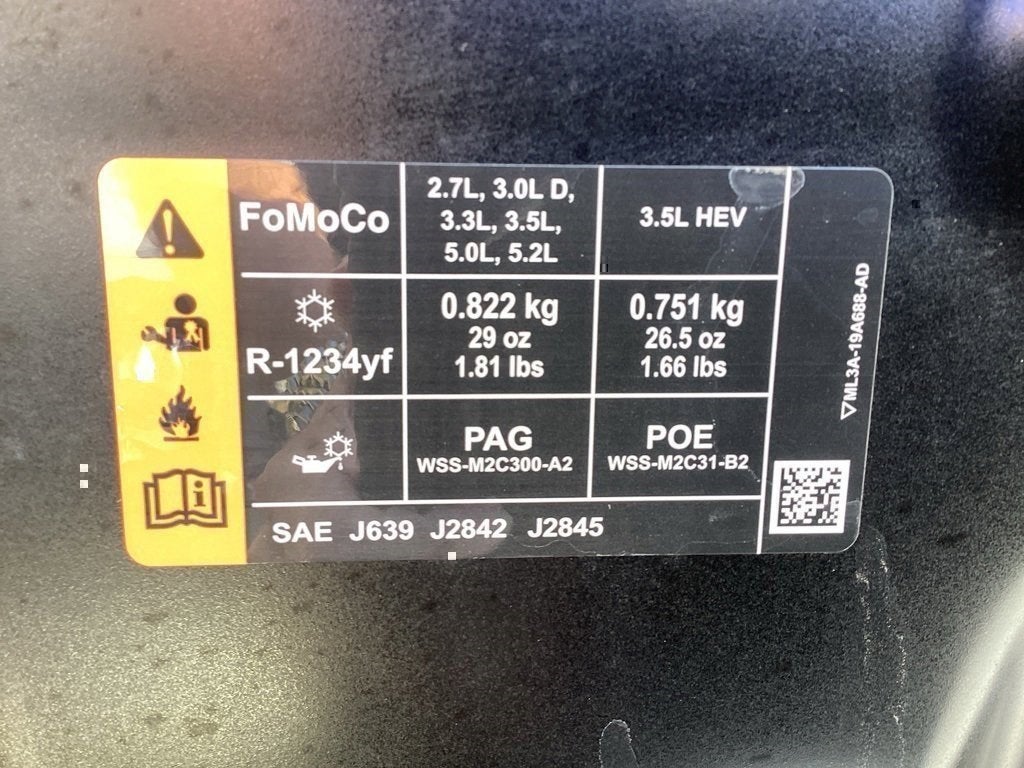 FoMoCo
2.7L, 3.0L D,
3.3L, 3.5L,
5.0L, 5.2L
3.5L HEV
R-1234yf
0.822 kg
29 oz
1.81 lbs
0.751 kg
26.5 oz
1.66 lbs
PAG
WSS-M2C300-A2
POE
WSS-M2C31-B2
SAE J639 J2842 J2845
ML3A-19A688-AD